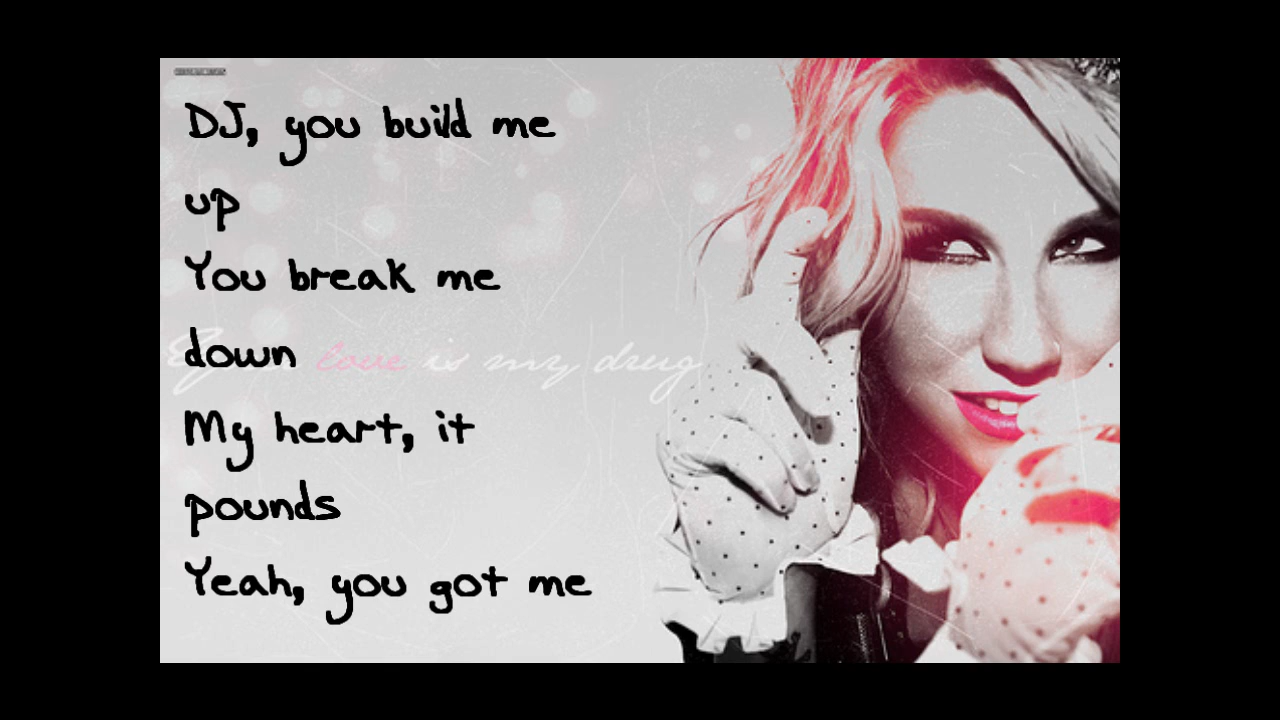 DJ, you build me
up
You break me
down
love is my drug
My heart, it
pounds
Yeah, you got me